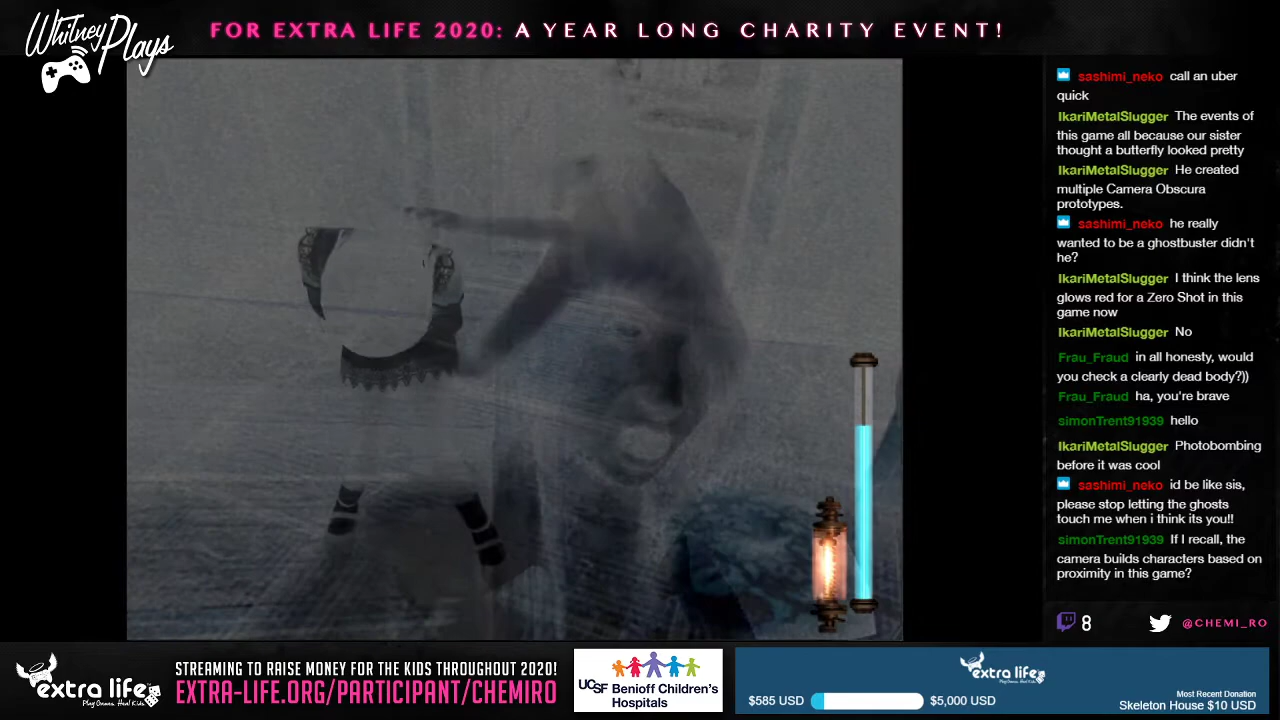 Whitney Plays
FOR EXTRA LIFE 2020: A YEAR LONG CHARITY EVENT!
sashimi_neko call an uber
quick
IkariMetalSlugger The events of
this game all because our sister
thought a butterfly looked pretty
IkariMetalSlugger He created
multiple Camera Obscura
prototypes.
sashimi_neko he really
wanted to be a ghostbuster didn't
he?
IkariMetalSlugger I think the lens
glows red for a Zero Shot in this
game now
IkariMetalSlugger No
Frau_Fraud in all honesty, would
you check a clearly dead body?))
Frau_Fraud ha, you're brave
simonTrent91939 hello
IkariMetalSlugger Photobombing
before it was cool
sashimi_neko id be like sis,
please stop letting the ghosts
touch me when i think its you!!
simonTrent91939 If I recall, the
camera builds characters based on
proximity in this game?
8 @CHEMI_RO
extra life
Play Games. Heal Kids.
STREAMING TO RAISE MONEY FOR THE KIDS THROUGHOUT 2020!
EXTRA-LIFE.ORG/PARTICIPANT/CHEMIRO
UCSF Benioff Children's
Hospitals
extra life
$585 USD $5,000 USD
Most Recent Donation
Skeleton House $10 USD